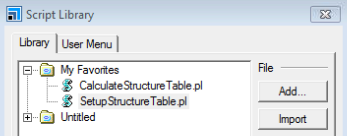 Script Library
Library User Menu
My Favorites
CalculateStructureTable.pl
SetupStructureTable.pl
Untitled
File
Add...
Import